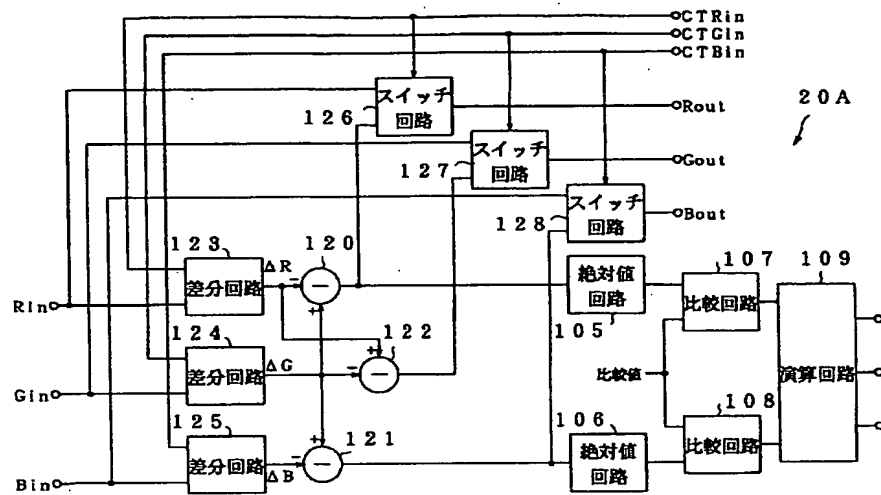 CTRin
CTGin
CTBin
スイッチ
回路
126
Rout
20A
スイッチ
回路
127
Gout
スイッチ
回路
128
Bout
123
差分回路
ΔR
−
120
−
+
Rin
絶対値
回路
105
107
比較回路
109
演算回路
124
差分回路
ΔG
122
+
−
−
Gin
比較値
125
差分回路
ΔB
+
−
−
121
Bin
106
絶対値
回路
108
比較回路